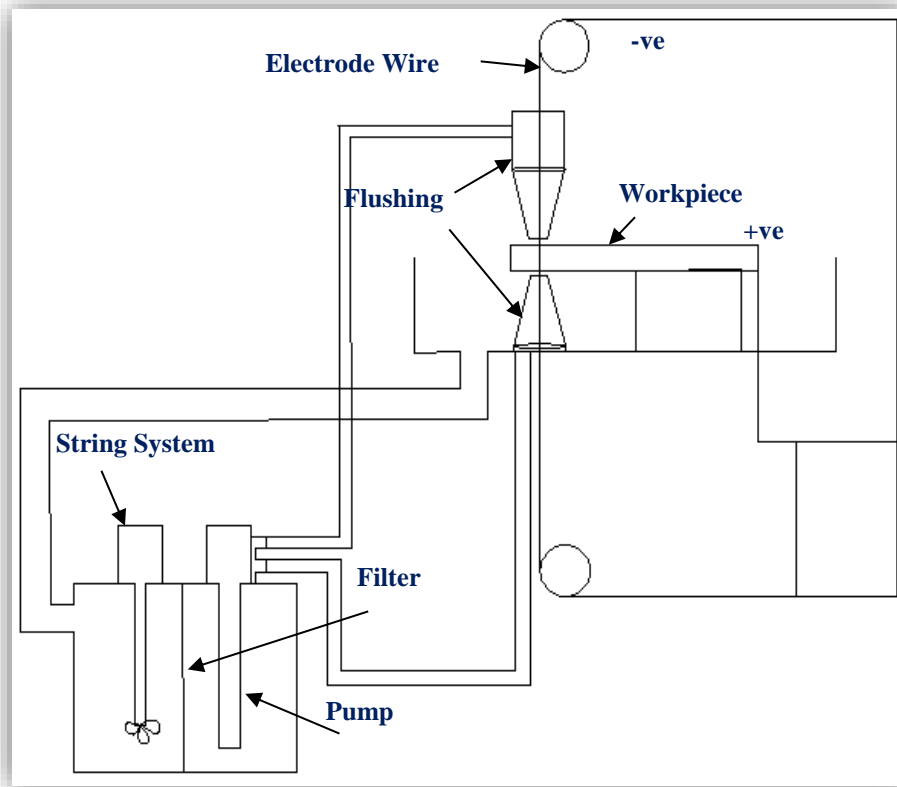 -ve
Electrode Wire
Flushing
Workpiece
+ve
String System
Filter
Pump